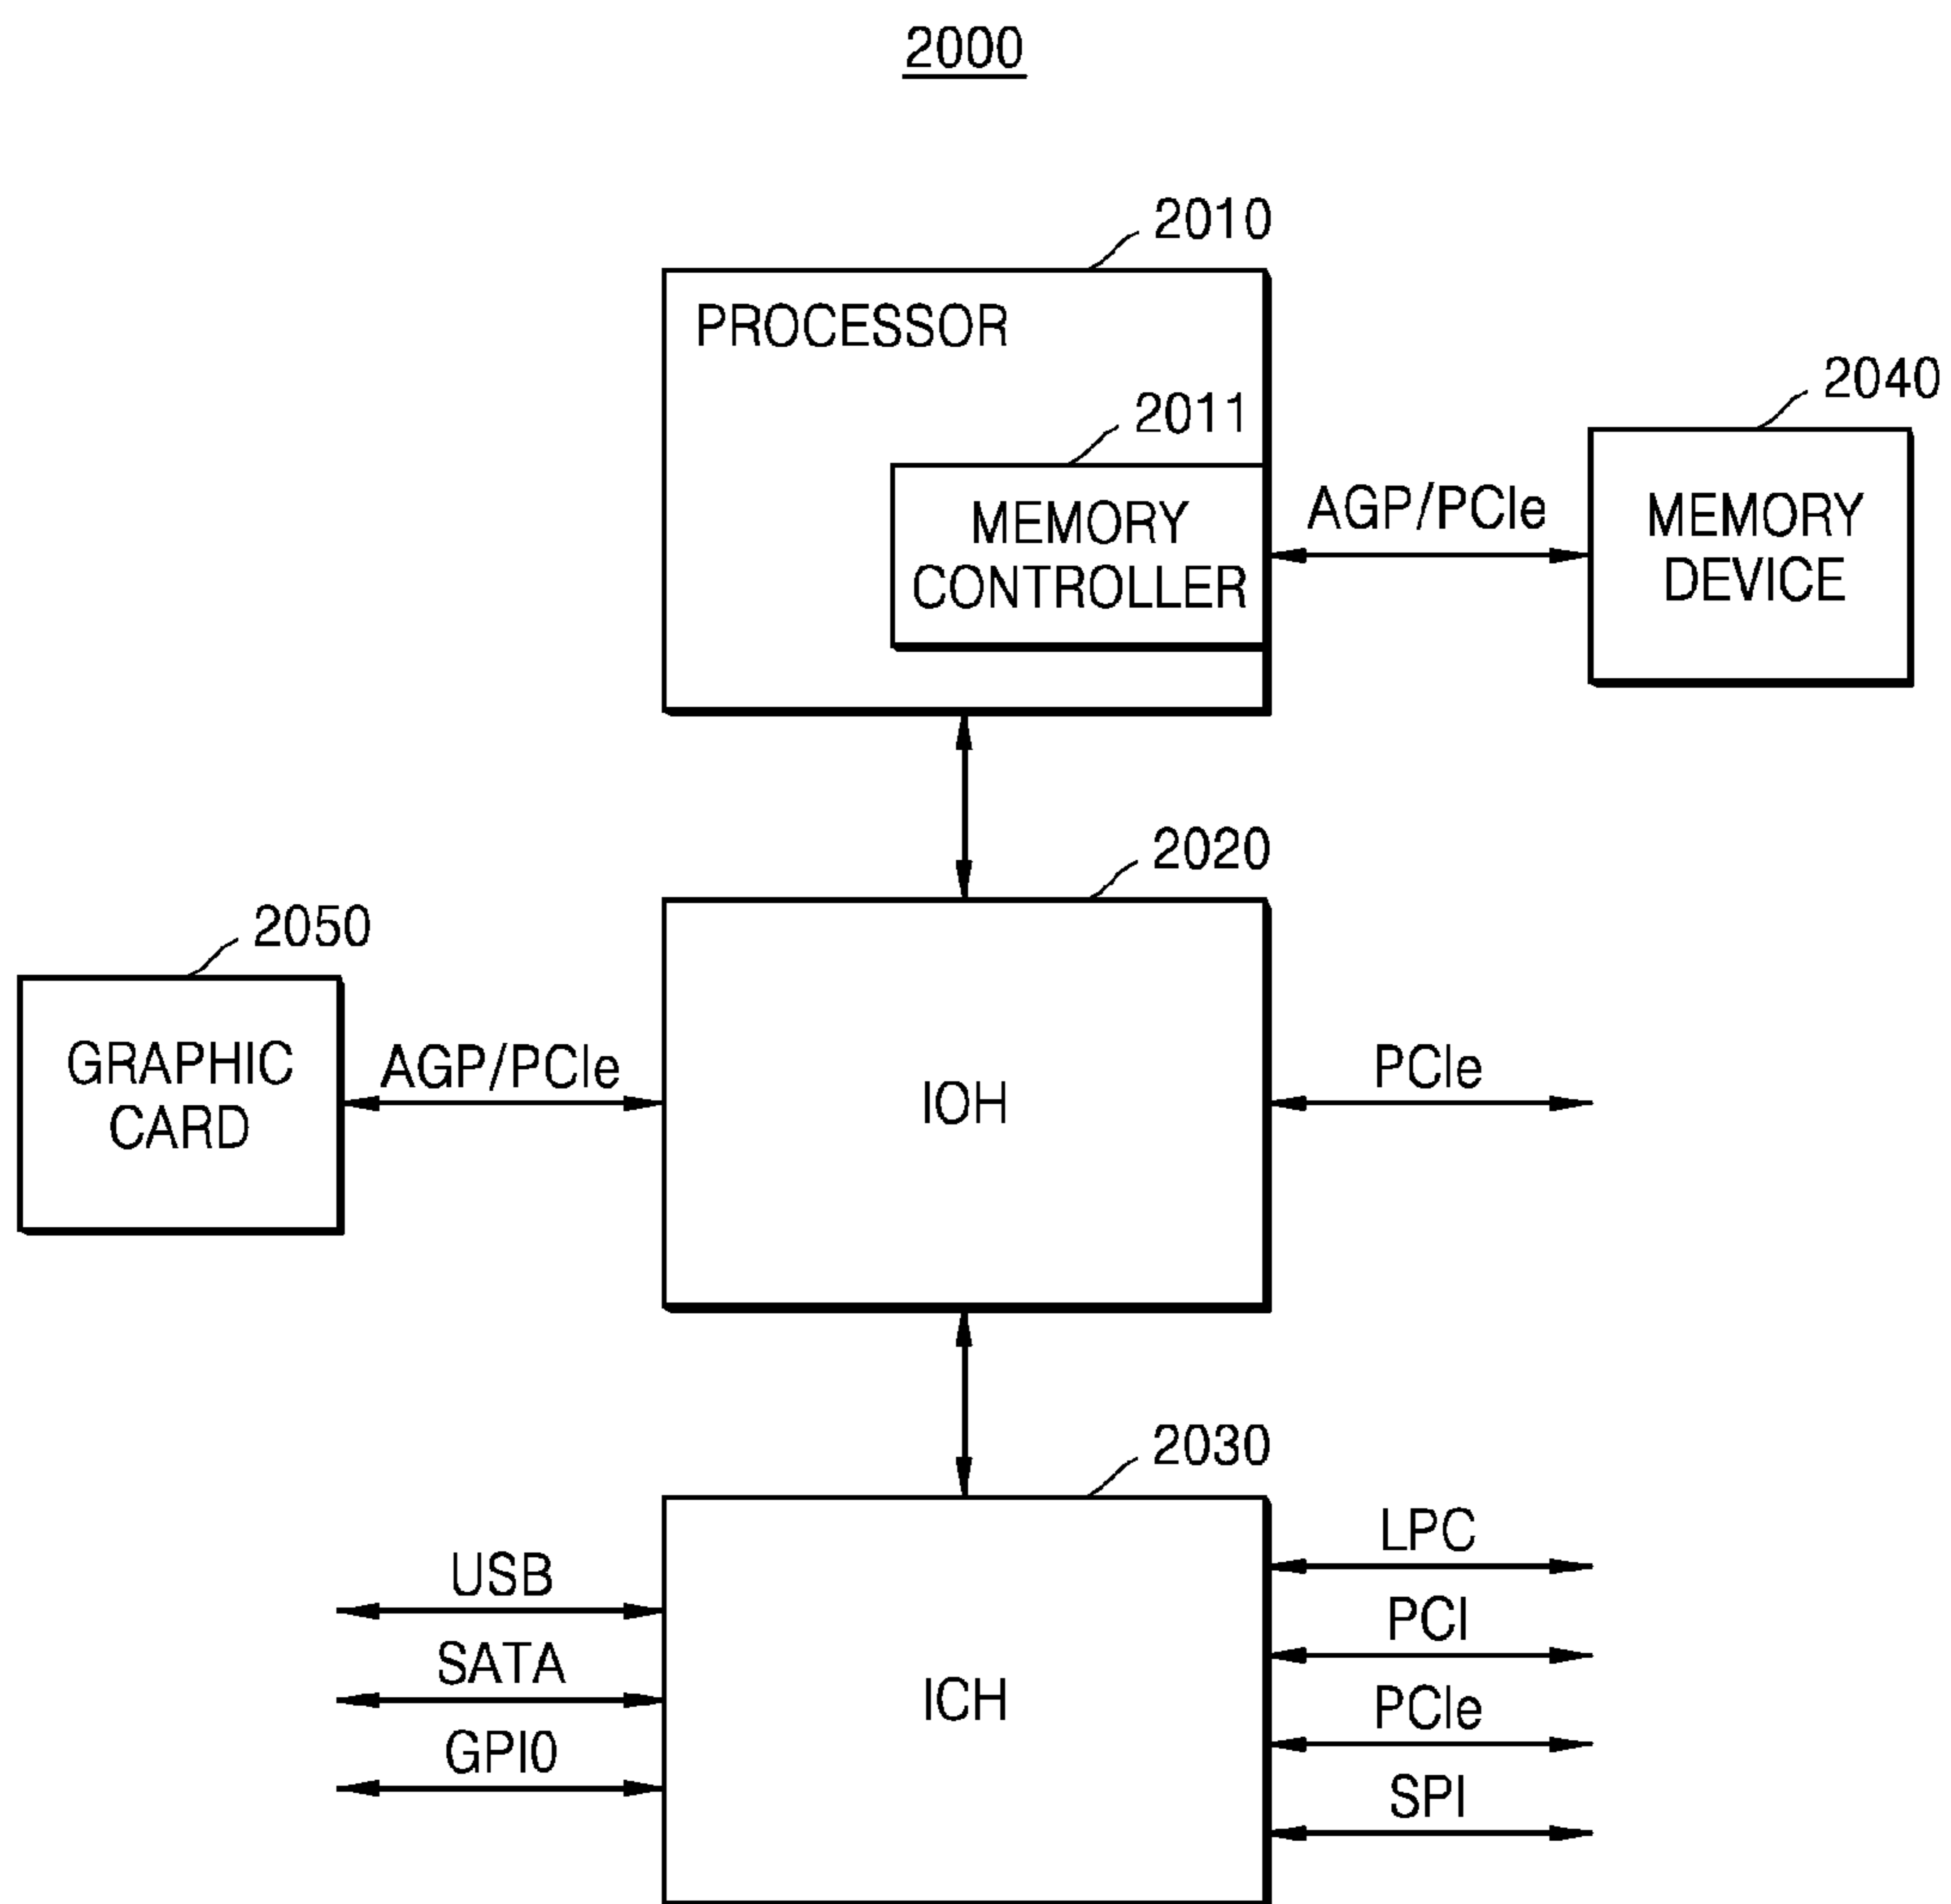 2000
2010
PROCESSOR
2011
2040
MEMORY
CONTROLLER
AGP/PCIe
MEMORY
DEVICE
2020
2050
GRAPHIC
CARD
AGP/PCIe
IOH
PCIe
2030
USB
SATA
GPIO
ICH
LPC
PCI
PCIe
SPI